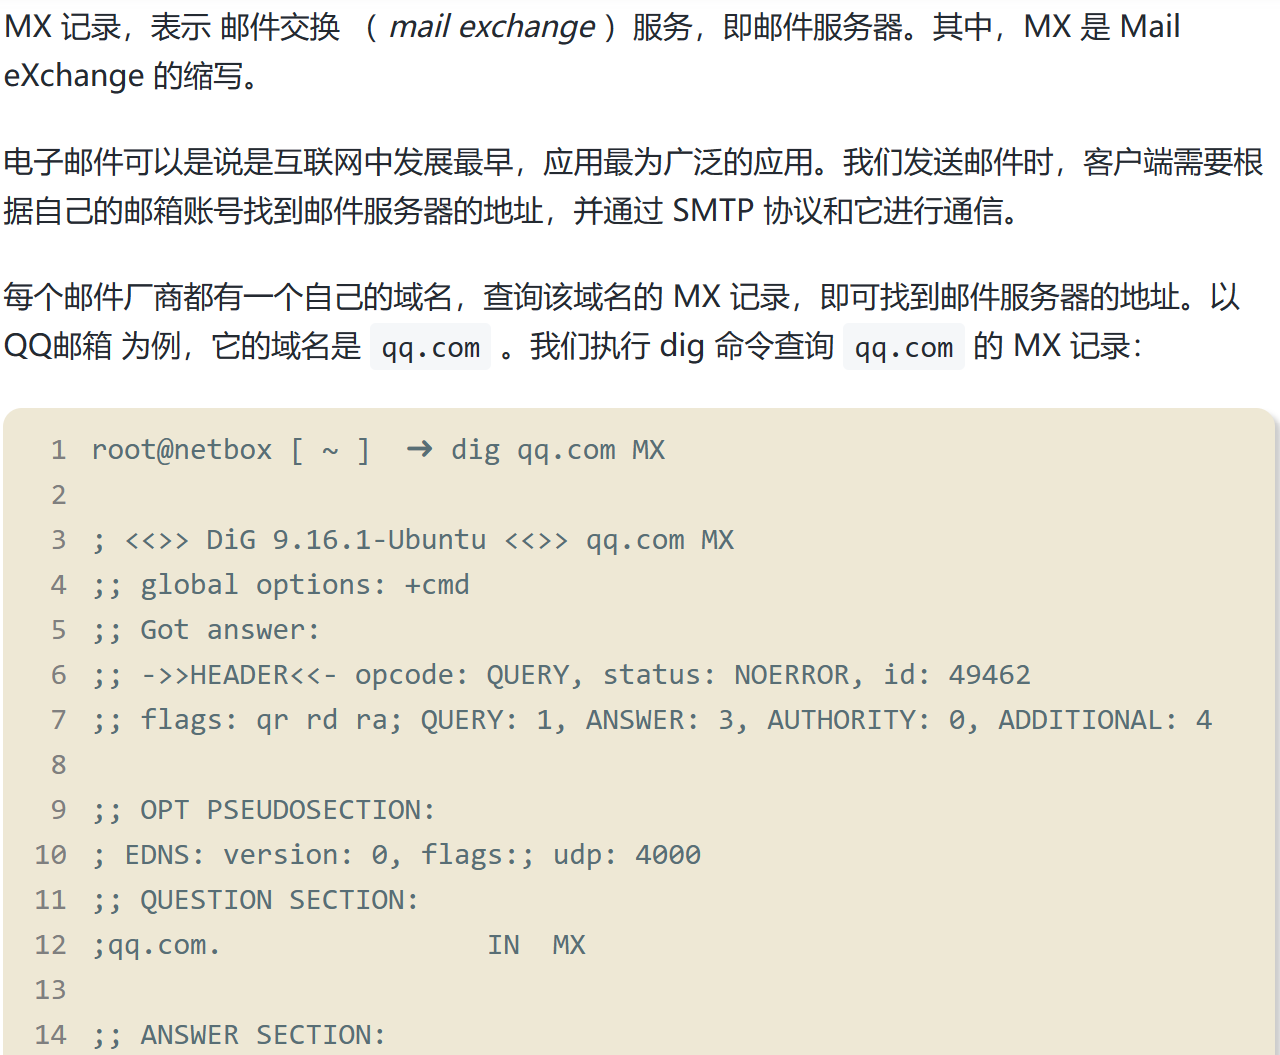 MX 记录，表示 邮件交换 （ mail exchange ）服务，即邮件服务器。其中，MX 是 Mail
eXchange 的缩写。
电子邮件可以是说是互联网中发展最早，应用最为广泛的应用。我们发送邮件时，客户端需要根
据自己的邮箱账号找到邮件服务器的地址，并通过 SMTP 协议和它进行通信。
每个邮件厂商都有一个自己的域名，查询该域名的 MX 记录，即可找到邮件服务器的地址。以
QQ邮箱 为例，它的域名是 qq.com 。我们执行 dig 命令查询 qq.com 的 MX 记录：
1 root@netbox [ ~ ]  ➜ dig qq.com MX
2
3 ; <<>> DiG 9.16.1-Ubuntu <<>> qq.com MX
4 ;; global options: +cmd
5 ;; Got answer:
6 ;; ->>HEADER<<- opcode: QUERY, status: NOERROR, id: 49462
7 ;; flags: qr rd ra; QUERY: 1, ANSWER: 3, AUTHORITY: 0, ADDITIONAL: 4
8
9 ;; OPT PSEUDOSECTION:
10 ; EDNS: version: 0, flags:; udp: 4000
11 ;; QUESTION SECTION:
12 ;qq.com. IN MX
13
14 ;; ANSWER SECTION: